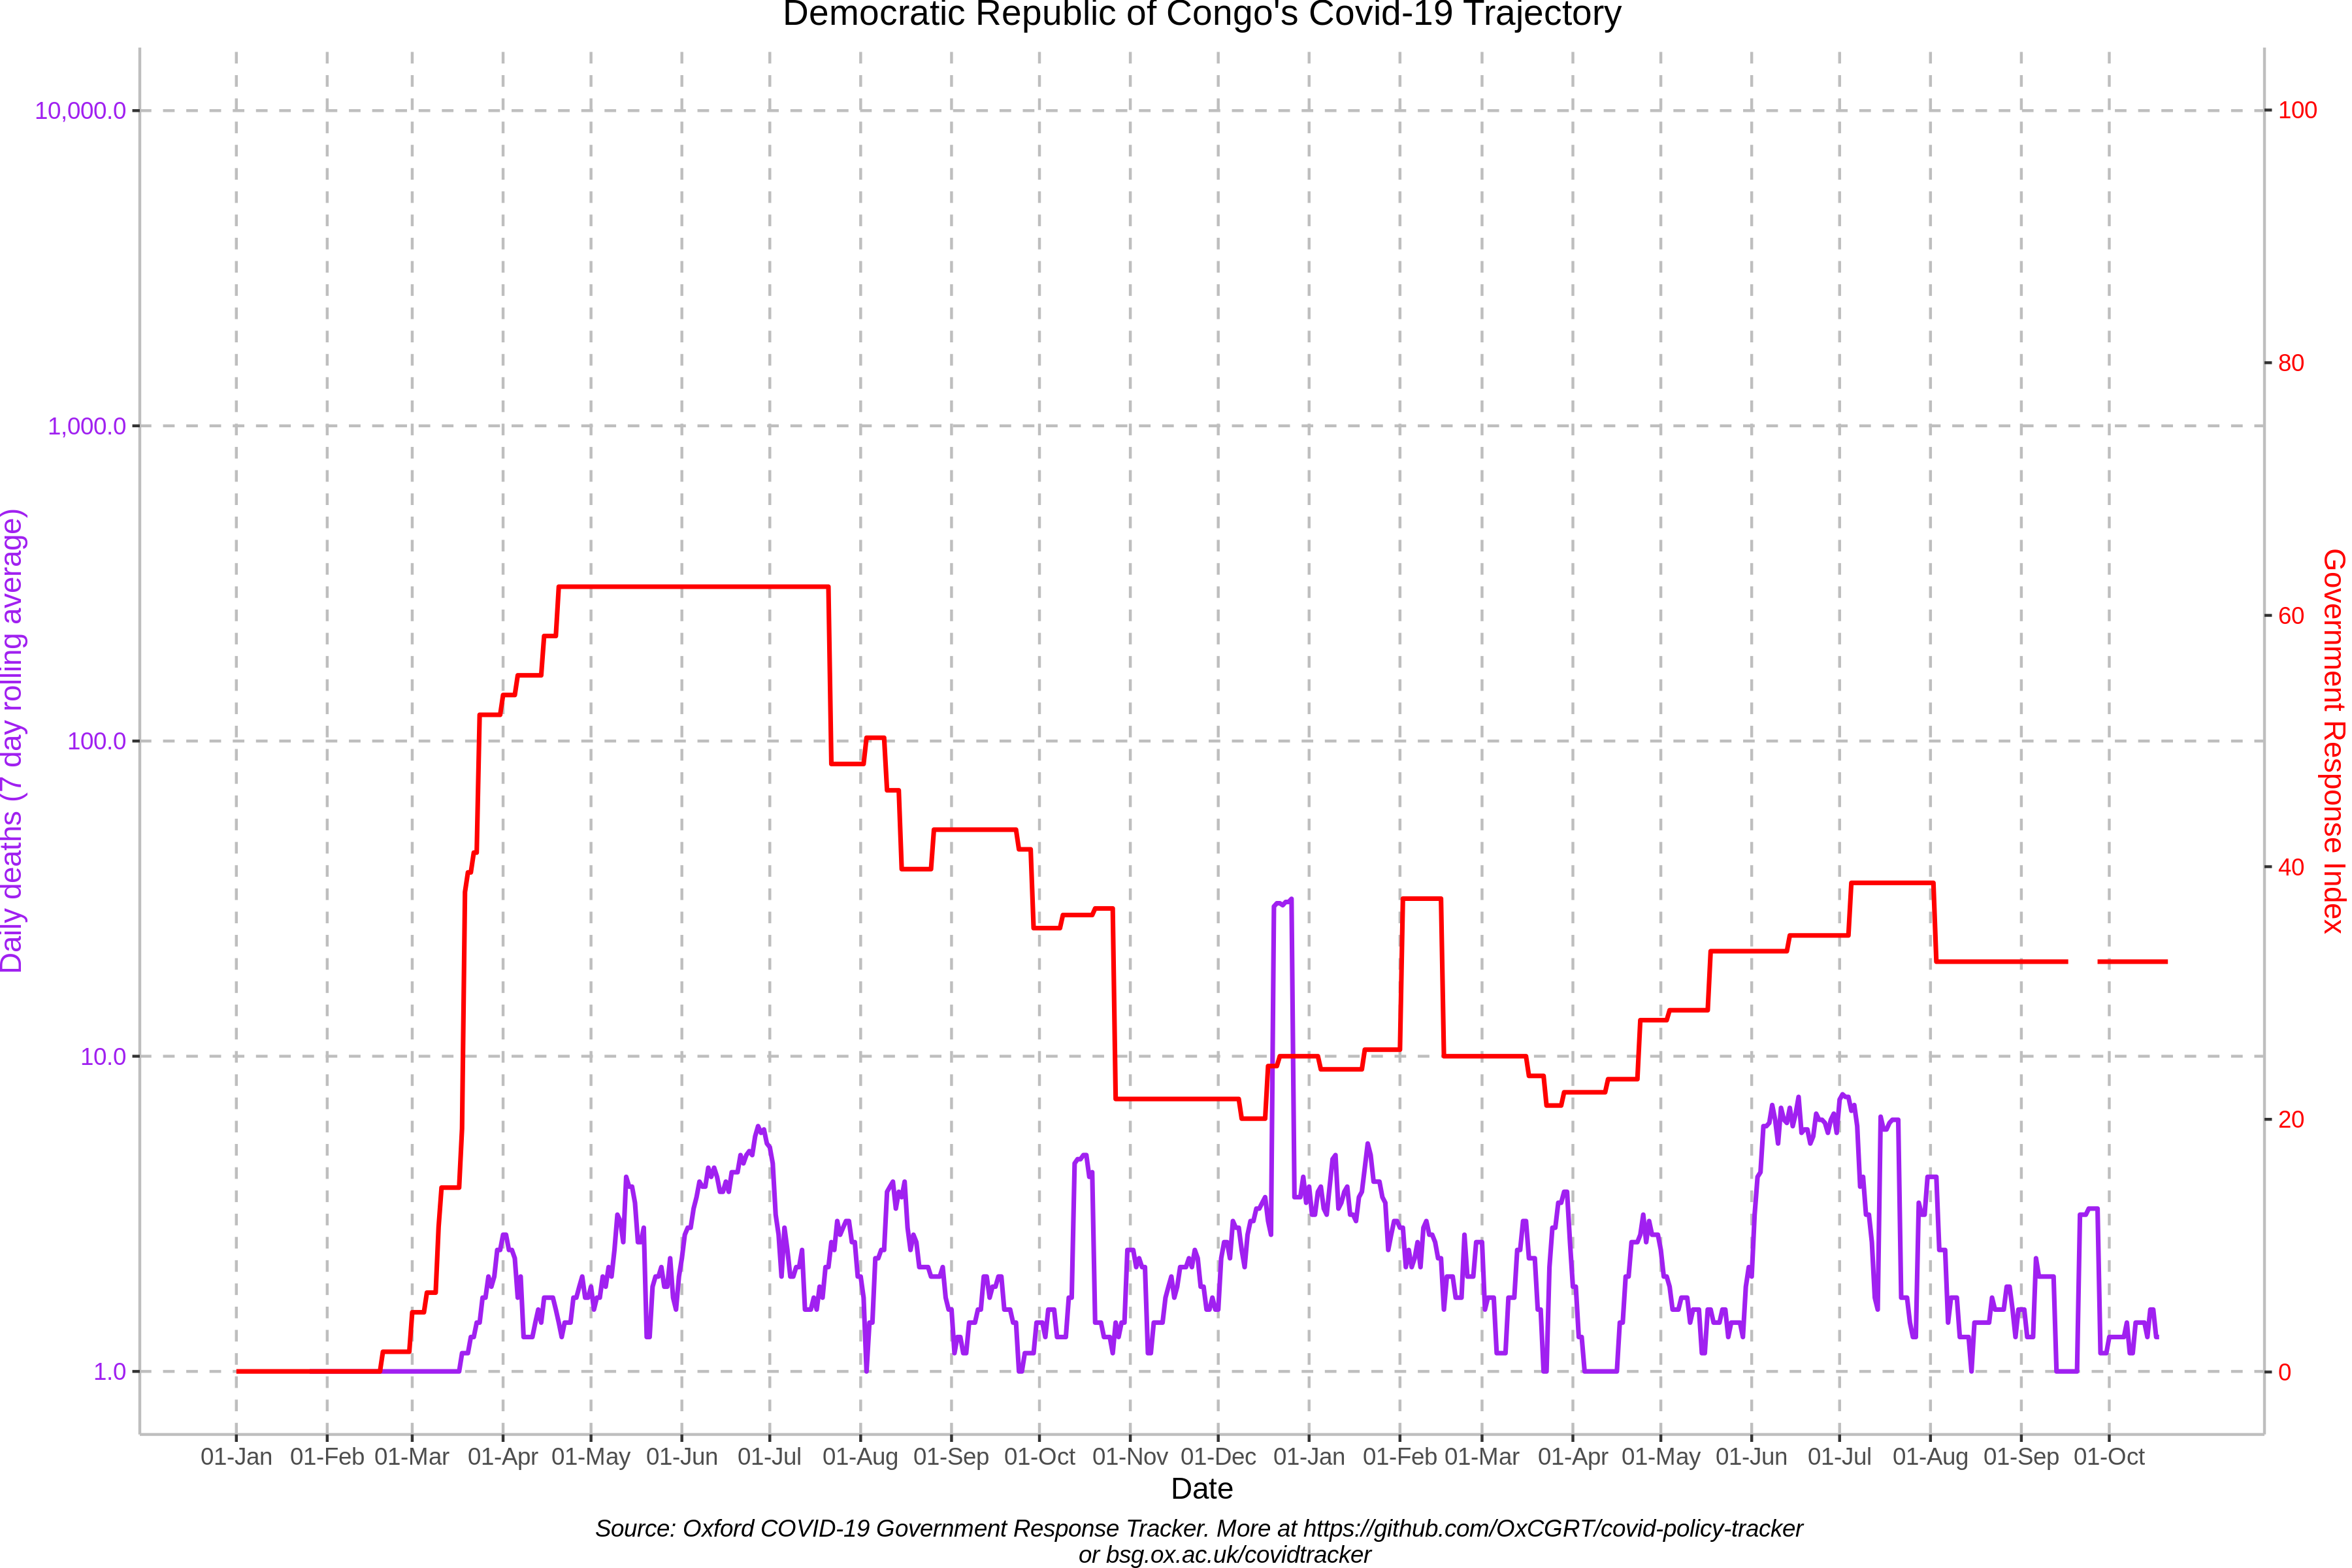 Democratic Republic of Congo's Covid-19 Trajectory
10,000.0
1,000.0
100.0
10.0
1.0
Daily deaths (7 day rolling average)
100
80
60
40
20
0
Government Response Index
01-Jan 01-Feb 01-Mar 01-Apr 01-May 01-Jun 01-Jul 01-Aug 01-Sep 01-Oct 01-Nov 01-Dec 01-Jan 01-Feb 01-Mar 01-Apr 01-May 01-Jun 01-Jul 01-Aug 01-Sep 01-Oct
Date
Source: Oxford COVID-19 Government Response Tracker. More at https://github.com/OxCGRT/covid-policy-tracker
or bsg.ox.ac.uk/covidtracker